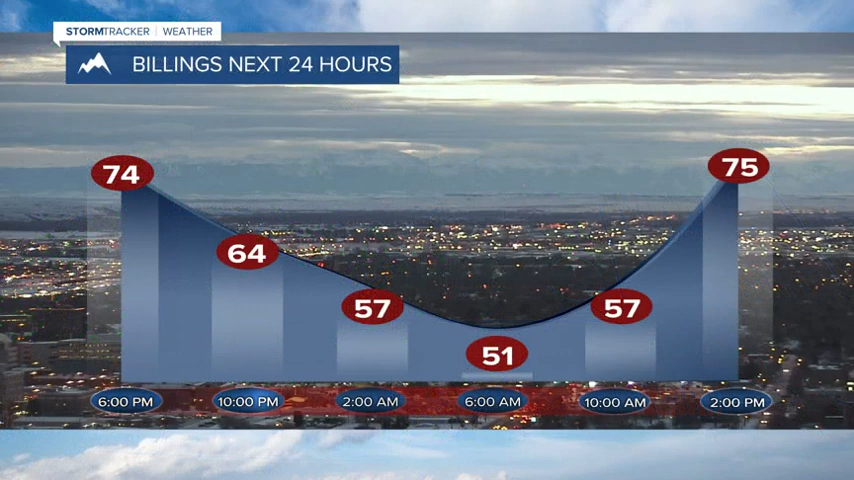 STORMTRACKER | WEATHER
BILLINGS NEXT 24 HOURS
74
64
57
51
57
75
6:00 PM
10:00 PM
2:00 AM
6:00 AM
10:00 AM
2:00 PM